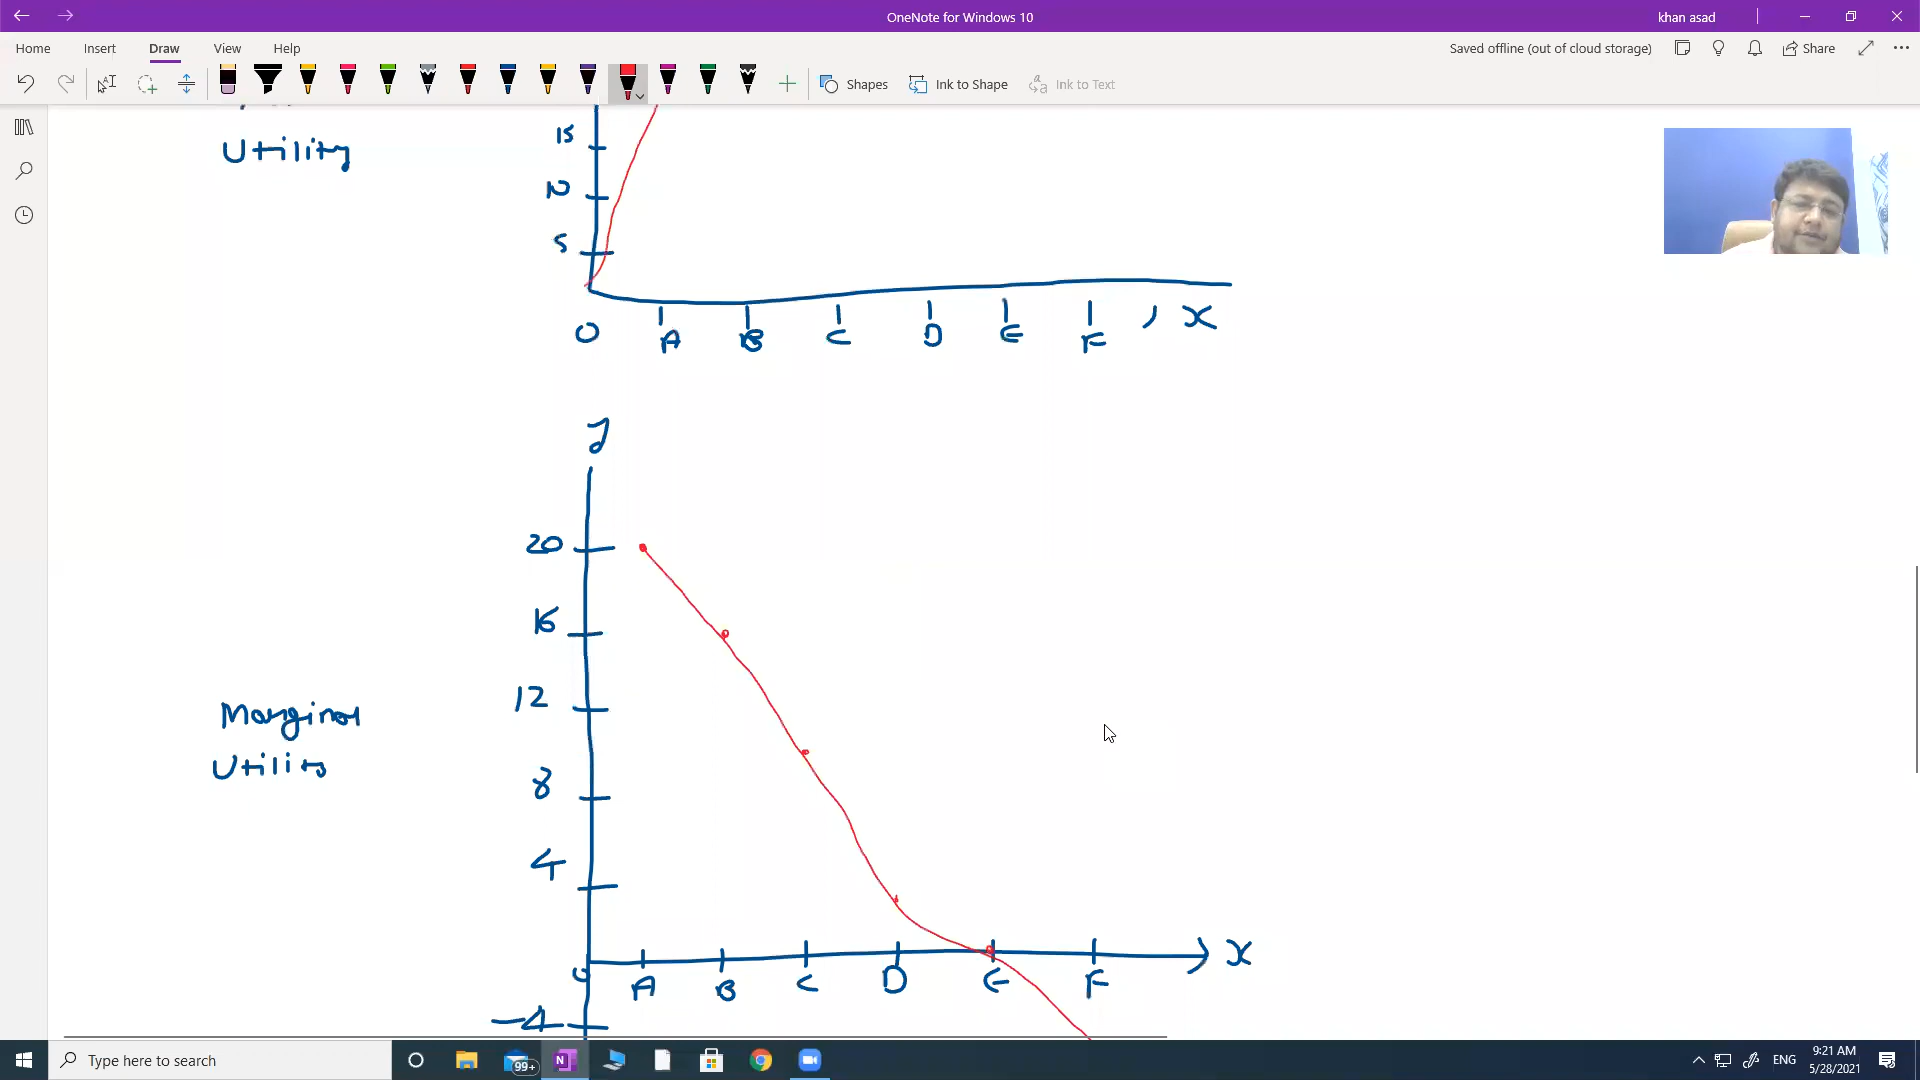 OneNote for Windows 10
khan asad
Home Insert Draw View Help
Saved offline (out of cloud storage)
Share
Shapes
Ink to Shape
Ink to Text
Utility
15
10
5
O A B C D E F X
y
20
16
12
8
4
Marginal
Utility
O A B C D E F X
-4
Type here to search
99+
ENG
9:21 AM
5/28/2021